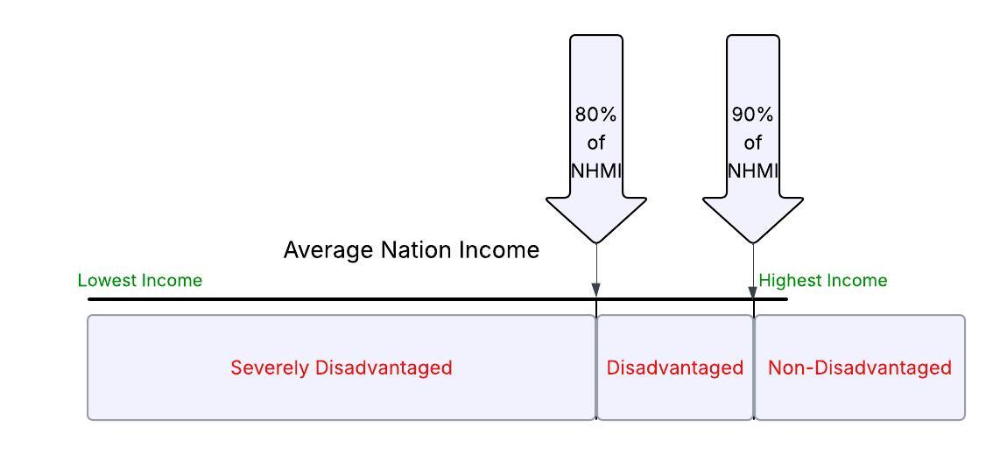 80%
of
NHMI
90%
of
NHMI
Average Nation Income
Lowest Income
Highest Income
Severely Disadvantaged
Disadvantaged
Non-Disadvantaged